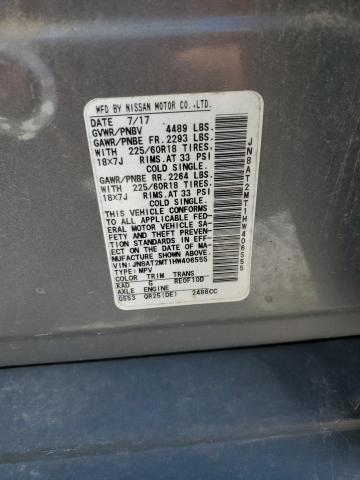 MFD BY NISSAN MOTOR CO.,LTD.
DATE 7/17
GVWR/PNBV 4489 LBS.
GAWR/PNBE FR. 2293 LBS.
WITH 225/60R18 TIRES.
18X7J RIMS.AT 33 PSI
COLD SINGLE.
GAWR/PNBE RR. 2264 LBS.
WITH 225/60R18 TIRES.
18X7J RIMS.AT 33 PSI
COLD SINGLE.
THIS VEHICLE CONFORMS
TO ALL APPLICABLE FED-
ERAL MOTOR VEHICLE SA-
FETY AND THEFT PREVEN-
TION STANDARDS IN EF-
FECT ON THE DATE OF MA-
NUFACTURE SHOWN ABOVE.
VIN:JN8AT2MT1HW406555
TYPE:MPV
COLOR TRIM TRANS
KAD G RE0F10D
AXLE ENGINE
GS53 QR25(DE) 2488CC
JN8AT2MT1HW406555